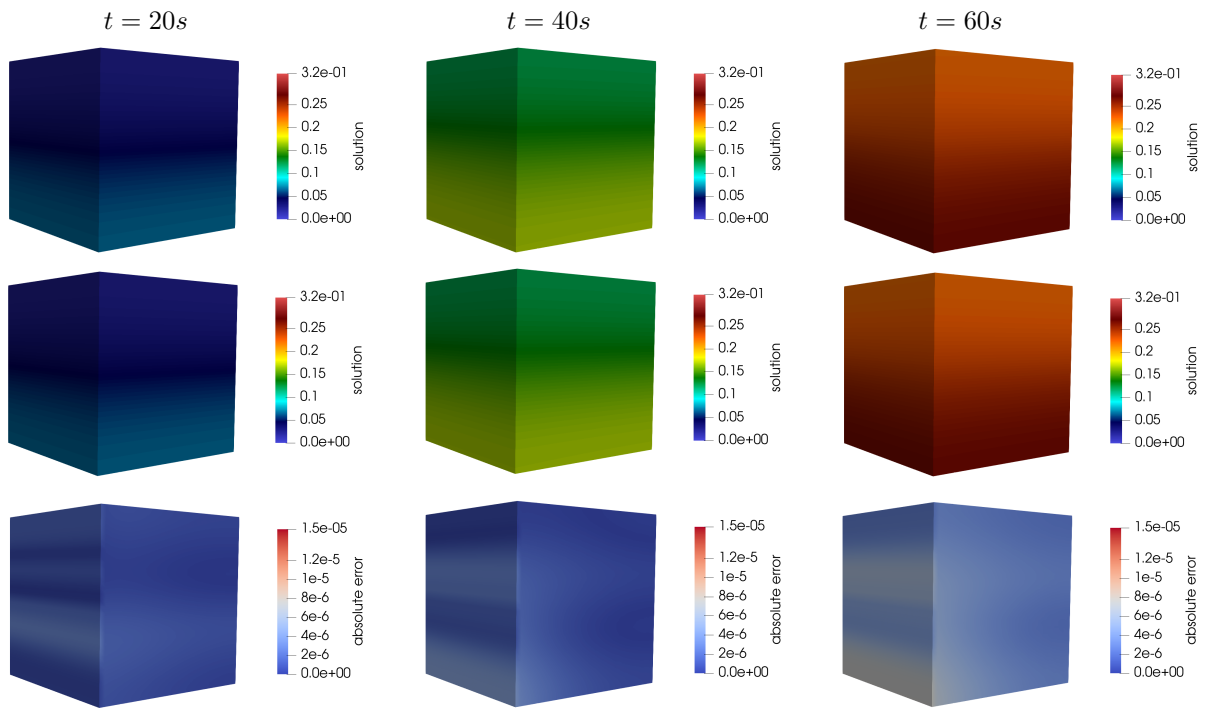 t = 20s
t = 40s
t = 60s
3.2e-01
0.25
0.2
0.15
0.1
0.05
0.0e+00
solution
3.2e-01
0.25
0.2
0.15
0.1
0.05
0.0e+00
solution
3.2e-01
0.25
0.2
0.15
0.1
0.05
0.0e+00
solution
3.2e-01
0.25
0.2
0.15
0.1
0.05
0.0e+00
solution
3.2e-01
0.25
0.2
0.15
0.1
0.05
0.0e+00
solution
3.2e-01
0.25
0.2
0.15
0.1
0.05
0.0e+00
solution
1.5e-05
1.2e-5
1e-5
8e-6
6e-6
4e-6
2e-6
0.0e+00
absolute error
1.5e-05
1.2e-5
1e-5
8e-6
6e-6
4e-6
2e-6
0.0e+00
absolute error
1.5e-05
1.2e-5
1e-5
8e-6
6e-6
4e-6
2e-6
0.0e+00
absolute error